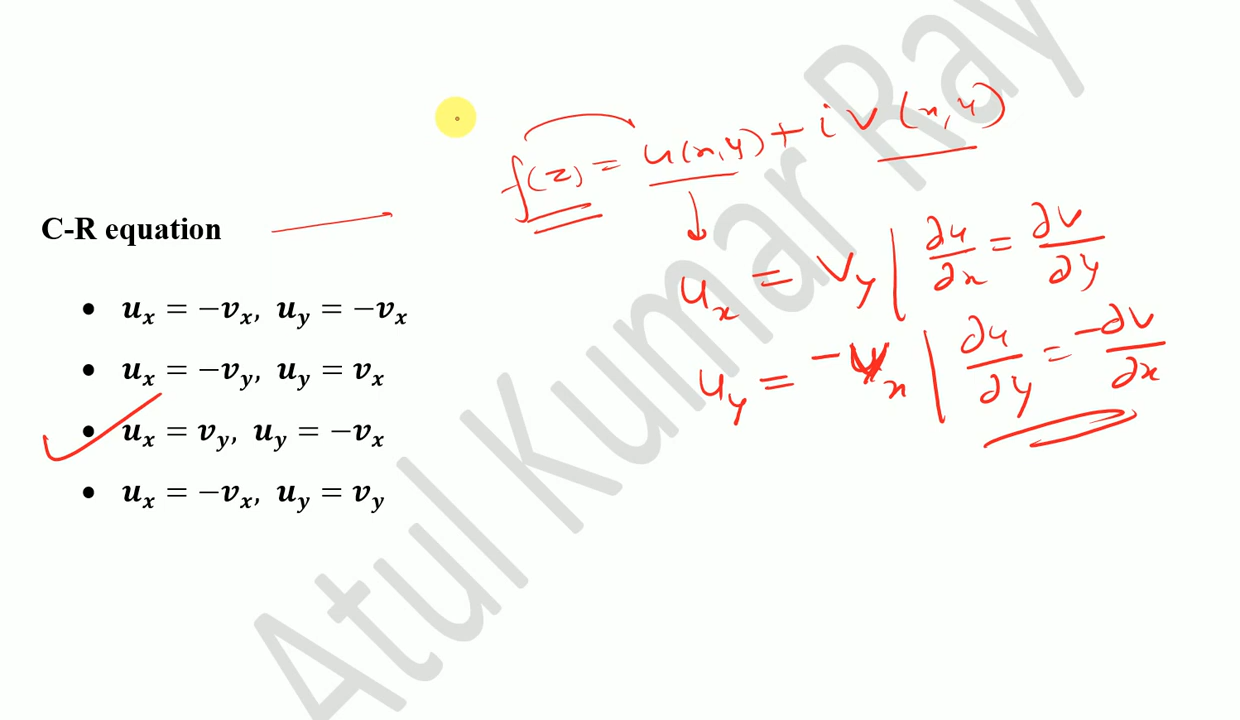 f(z) = u(x,y) + i v(x,y)
C-R equation
• u_x = −v_x, u_y = −v_x
• u_x = −v_y, u_y = v_x
• u_x = v_y, u_y = −v_x
• u_x = −v_x, u_y = v_y
u_x = v_y | ∂u/∂x = ∂v/∂y
u_y = −v_x | ∂u/∂y = −∂v/∂x
Atul Kumar Ray